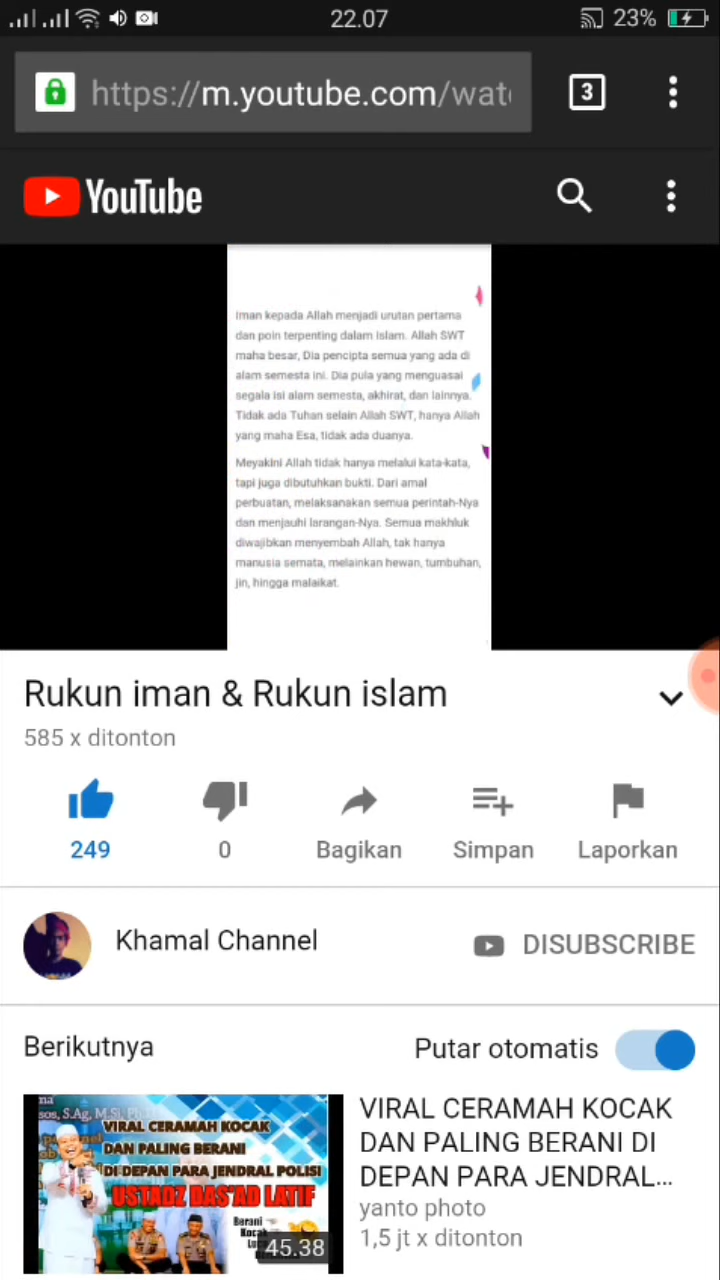 22.07
23%
https://m.youtube.com/wat
3
YouTube
Iman kepada Allah menjadi urutan pertama
dan poin terpenting dalam Islam. Allah SWT
maha besar, Dia pencipta semua yang ada di
alam semesta ini. Dia pula yang menguasai
segala isi alam semesta, akhirat, dan lainnya.
Tidak ada Tuhan selain Allah SWT, hanya Allah
yang maha Esa, tidak ada duanya.
Meyakini Allah tidak hanya melalui kata-kata,
tapi juga dibutuhkan bukti. Dari amal
perbuatan, melaksanakan semua perintah-Nya
dan menjauhi larangan-Nya. Semua makhluk
diwajibkan menyembah Allah, tak hanya
manusia semata, melainkan hewan, tumbuhan,
jin, hingga malaikat.
Rukun iman & Rukun islam
585 x ditonton
249
0
Bagikan
Simpan
Laporkan
Khamal Channel
DISUBSCRIBE
Berikutnya
Putar otomatis
sos, S.Ag, M.Si, Ph
VIRAL CERAMAH KOCAK
DAN PALING BERANI
DI DEPAN PARA JENDRAL POLISI
USTADZ DAS'AD LATIF
Berani
Kocak
45.38
VIRAL CERAMAH KOCAK
DAN PALING BERANI DI
DEPAN PARA JENDRAL...
yanto photo
1,5 jt x ditonton